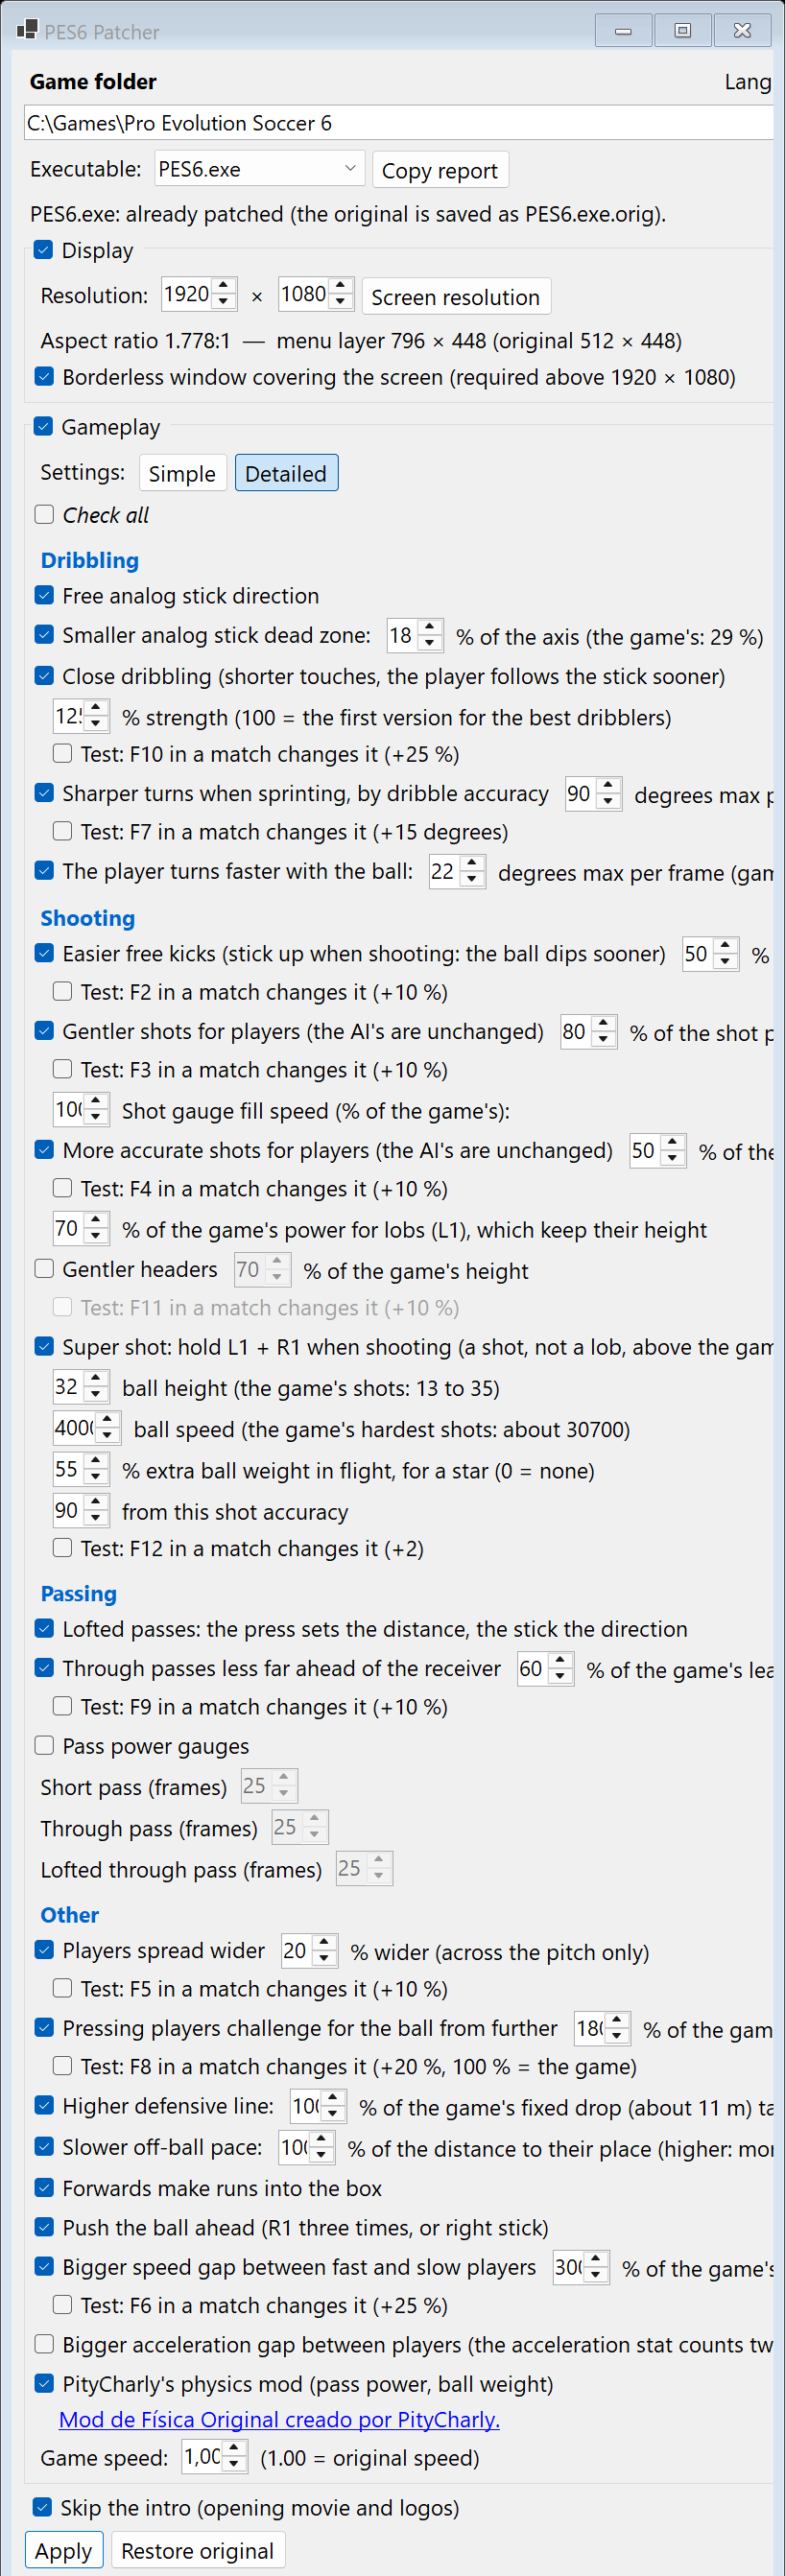 PES6 Patcher
Game folder Lang
C:\Games\Pro Evolution Soccer 6
Executable: PES6.exe Copy report
PES6.exe: already patched (the original is saved as PES6.exe.orig).
Display
Resolution: 1920 × 1080 Screen resolution
Aspect ratio 1.778:1 — menu layer 796 × 448 (original 512 × 448)
Borderless window covering the screen (required above 1920 × 1080)
Gameplay
Settings: Simple Detailed
Check all
Dribbling
Free analog stick direction
Smaller analog stick dead zone: 18 % of the axis (the game's: 29 %)
Close dribbling (shorter touches, the player follows the stick sooner)
% strength (100 = the first version for the best dribblers)
Test: F10 in a match changes it (+25 %)
Sharper turns when sprinting, by dribble accuracy 90 degrees max
Test: F7 in a match changes it (+15 degrees)
The player turns faster with the ball: 22 degrees max per frame (gam
Shooting
Easier free kicks (stick up when shooting: the ball dips sooner) 50 %
Test: F2 in a match changes it (+10 %)
Gentler shots for players (the AI's are unchanged) 80 % of the shot
Test: F3 in a match changes it (+10 %)
100 Shot gauge fill speed (% of the game's):
More accurate shots for players (the AI's are unchanged) 50 % of the
Test: F4 in a match changes it (+10 %)
70 % of the game's power for lobs (L1), which keep their height
Gentler headers 70 % of the game's height
Test: F11 in a match changes it (+10 %)
Super shot: hold L1 + R1 when shooting (a shot, not a lob, above the gam
32 ball height (the game's shots: 13 to 35)
ball speed (the game's hardest shots: about 30700)
55 % extra ball weight in flight, for a star (0 = none)
90 from this shot accuracy
Test: F12 in a match changes it (+2)
Passing
Lofted passes: the press sets the distance, the stick the direction
Through passes less far ahead of the receiver 60 % of the game's lea
Test: F9 in a match changes it (+10 %)
Pass power gauges
Short pass (frames) 25
Through pass (frames) 25
Lofted through pass (frames) 25
Other
Players spread wider 20 % wider (across the pitch only)
Test: F5 in a match changes it (+10 %)
Pressing players challenge for the ball from further 180 % of the gam
Test: F8 in a match changes it (+20 %, 100 % = the game)
Higher defensive line: 100 % of the game's fixed drop (about 11 m) ta
Slower off-ball pace: 100 % of the distance to their place (higher: mor
Forwards make runs into the box
Push the ball ahead (R1 three times, or right stick)
Bigger speed gap between fast and slow players 300 % of the game's
Test: F6 in a match changes it (+25 %)
Bigger acceleration gap between players (the acceleration stat counts tw
PityCharly's physics mod (pass power, ball weight)
Mod de Física Original creado por PityCharly.
Game speed: 1,00 (1.00 = original speed)
Skip the intro (opening movie and logos)
Apply Restore original